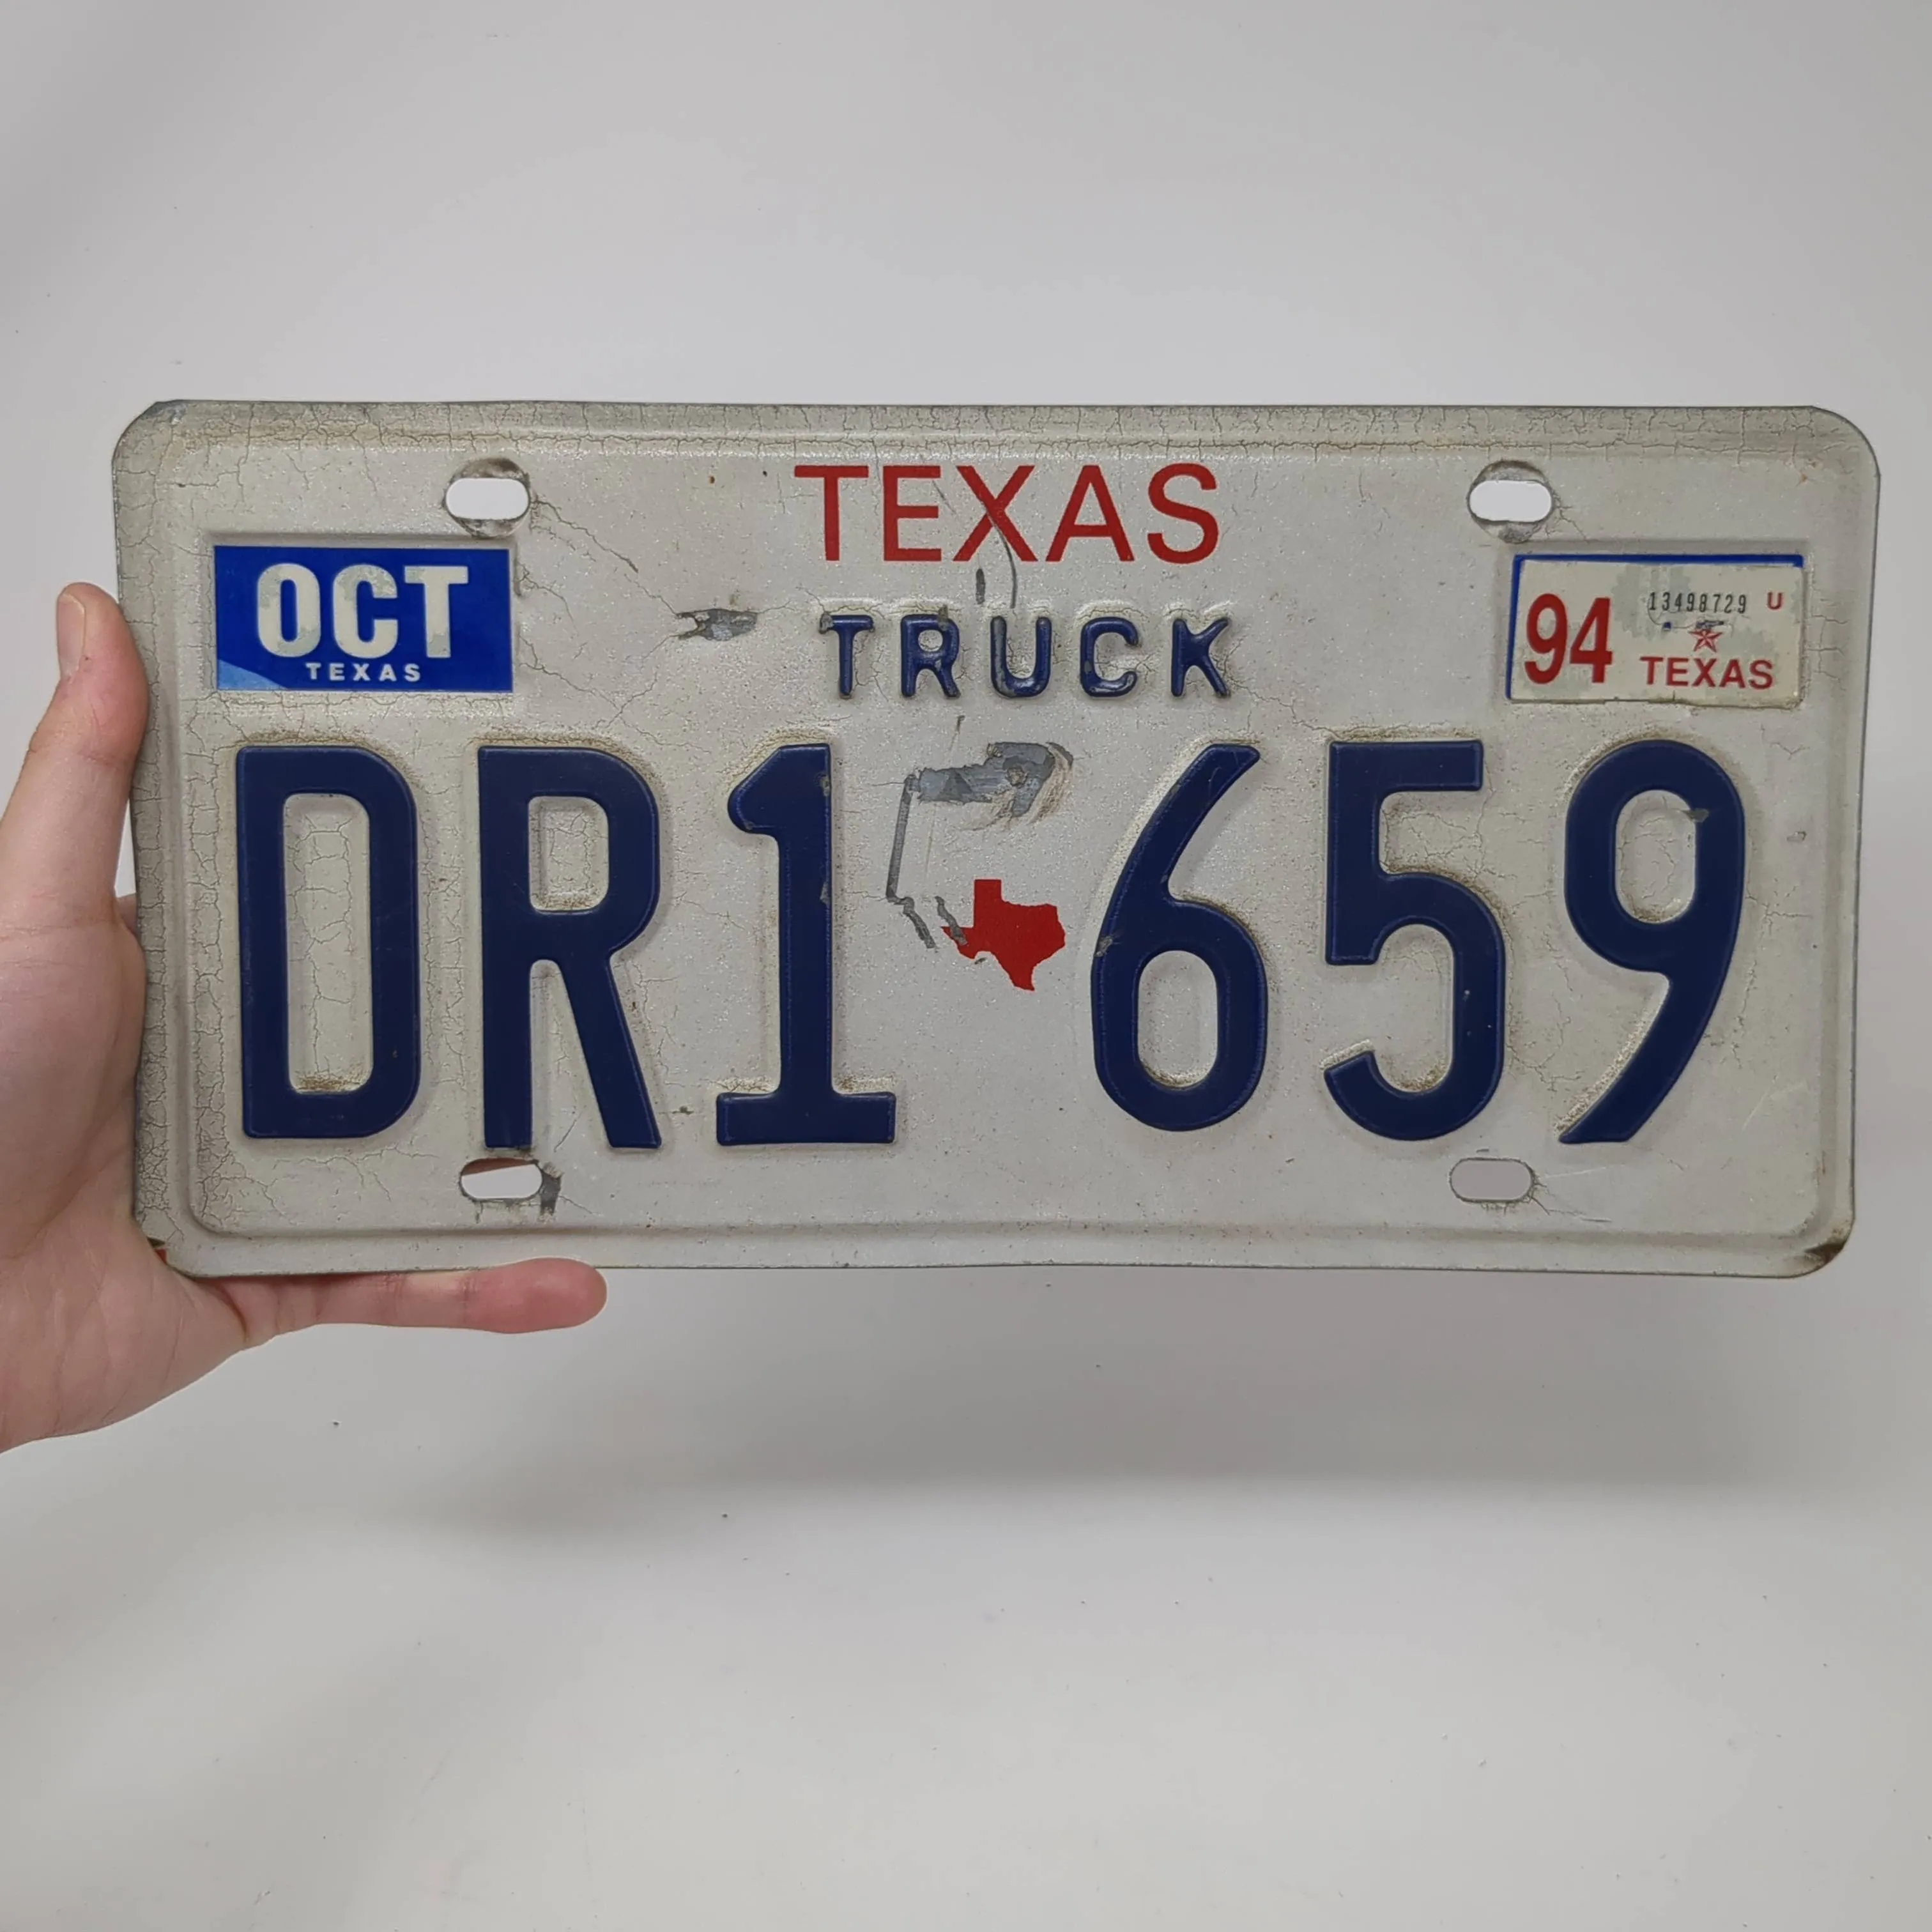 TEXAS
OCT
TEXAS
TRUCK
94
13498729 U
TEXAS
DR1 659